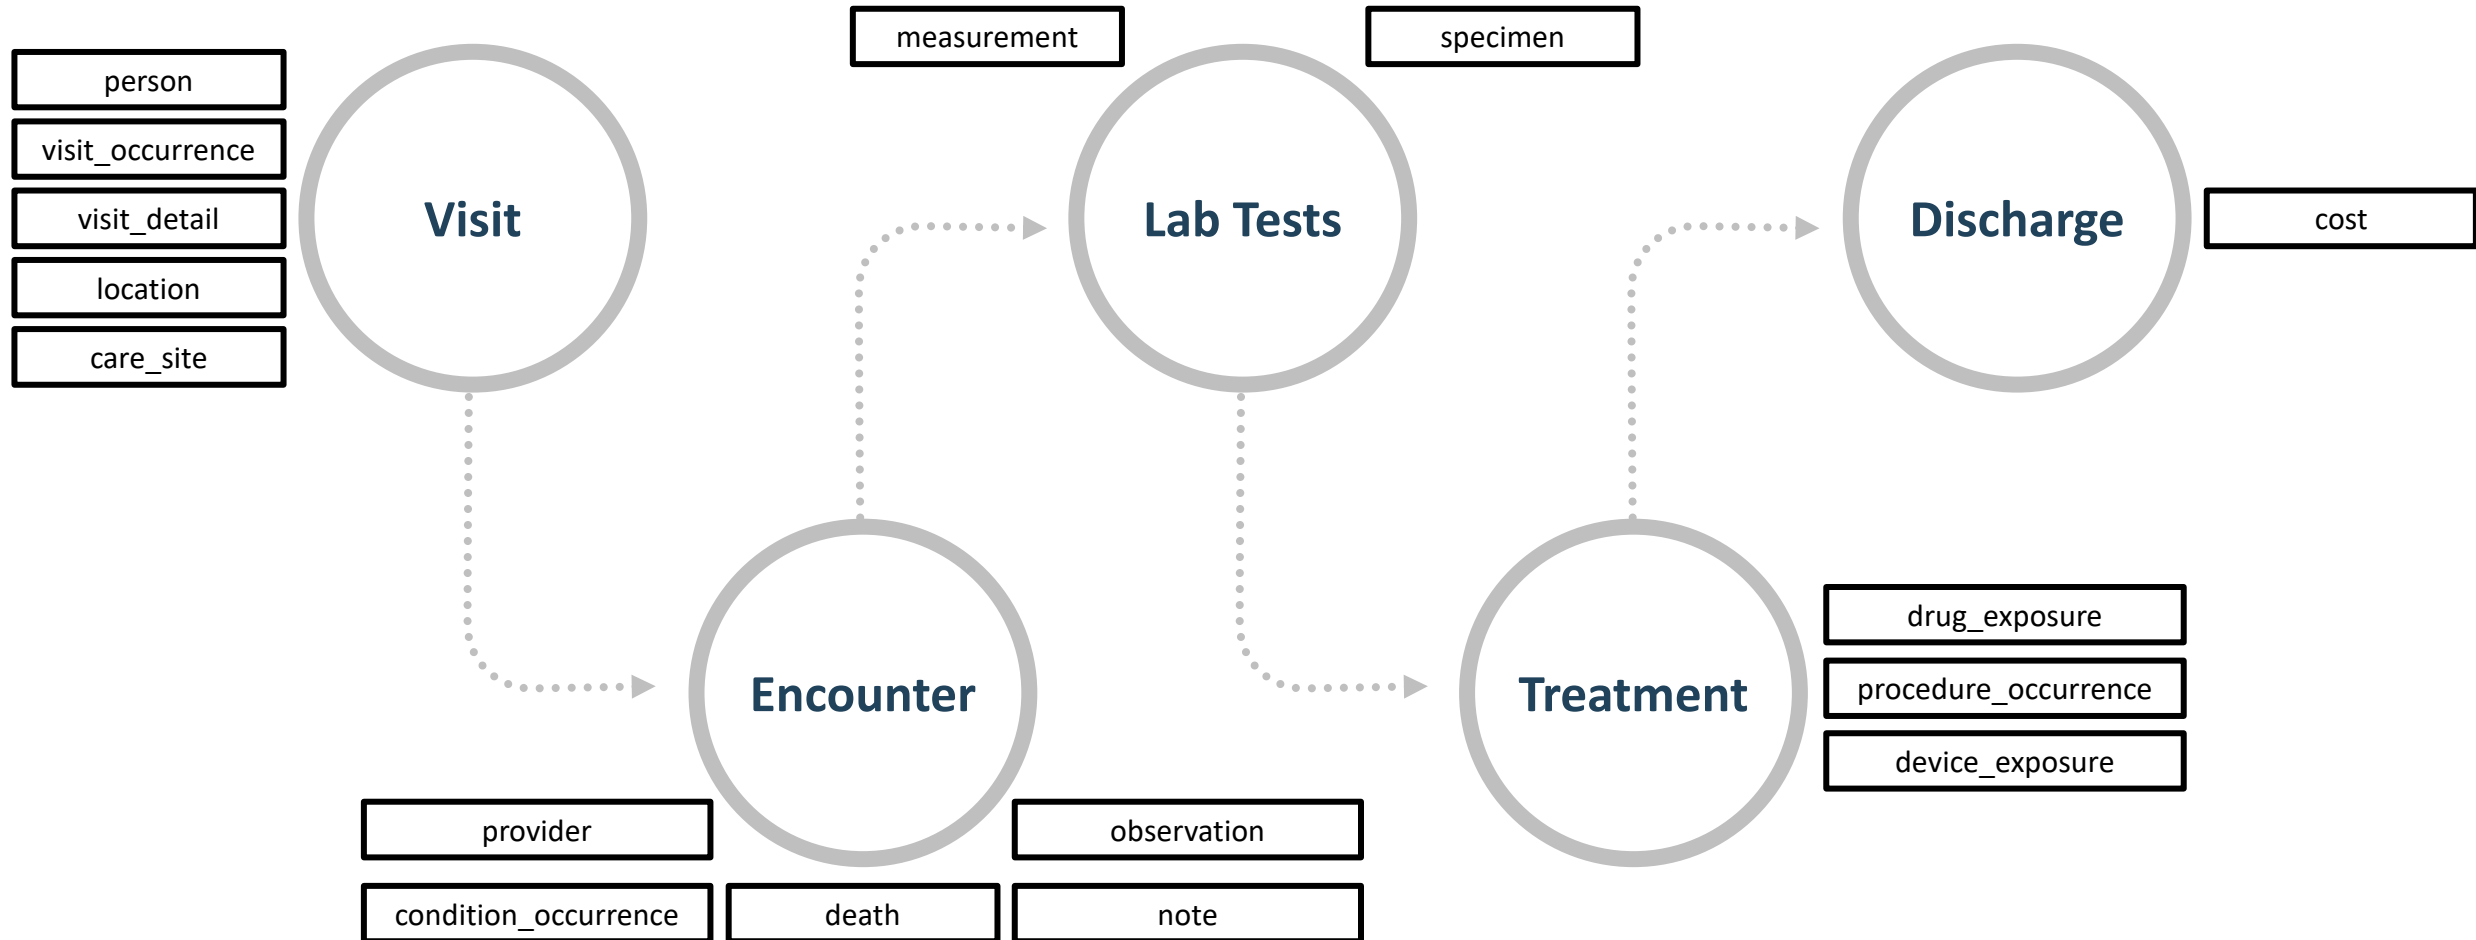 person
visit_occurrence
visit_detail
location
care_site
Visit
measurement
specimen
Lab Tests
Discharge
cost
Encounter
provider
observation
condition_occurrence
death
note
Treatment
drug_exposure
procedure_occurrence
device_exposure